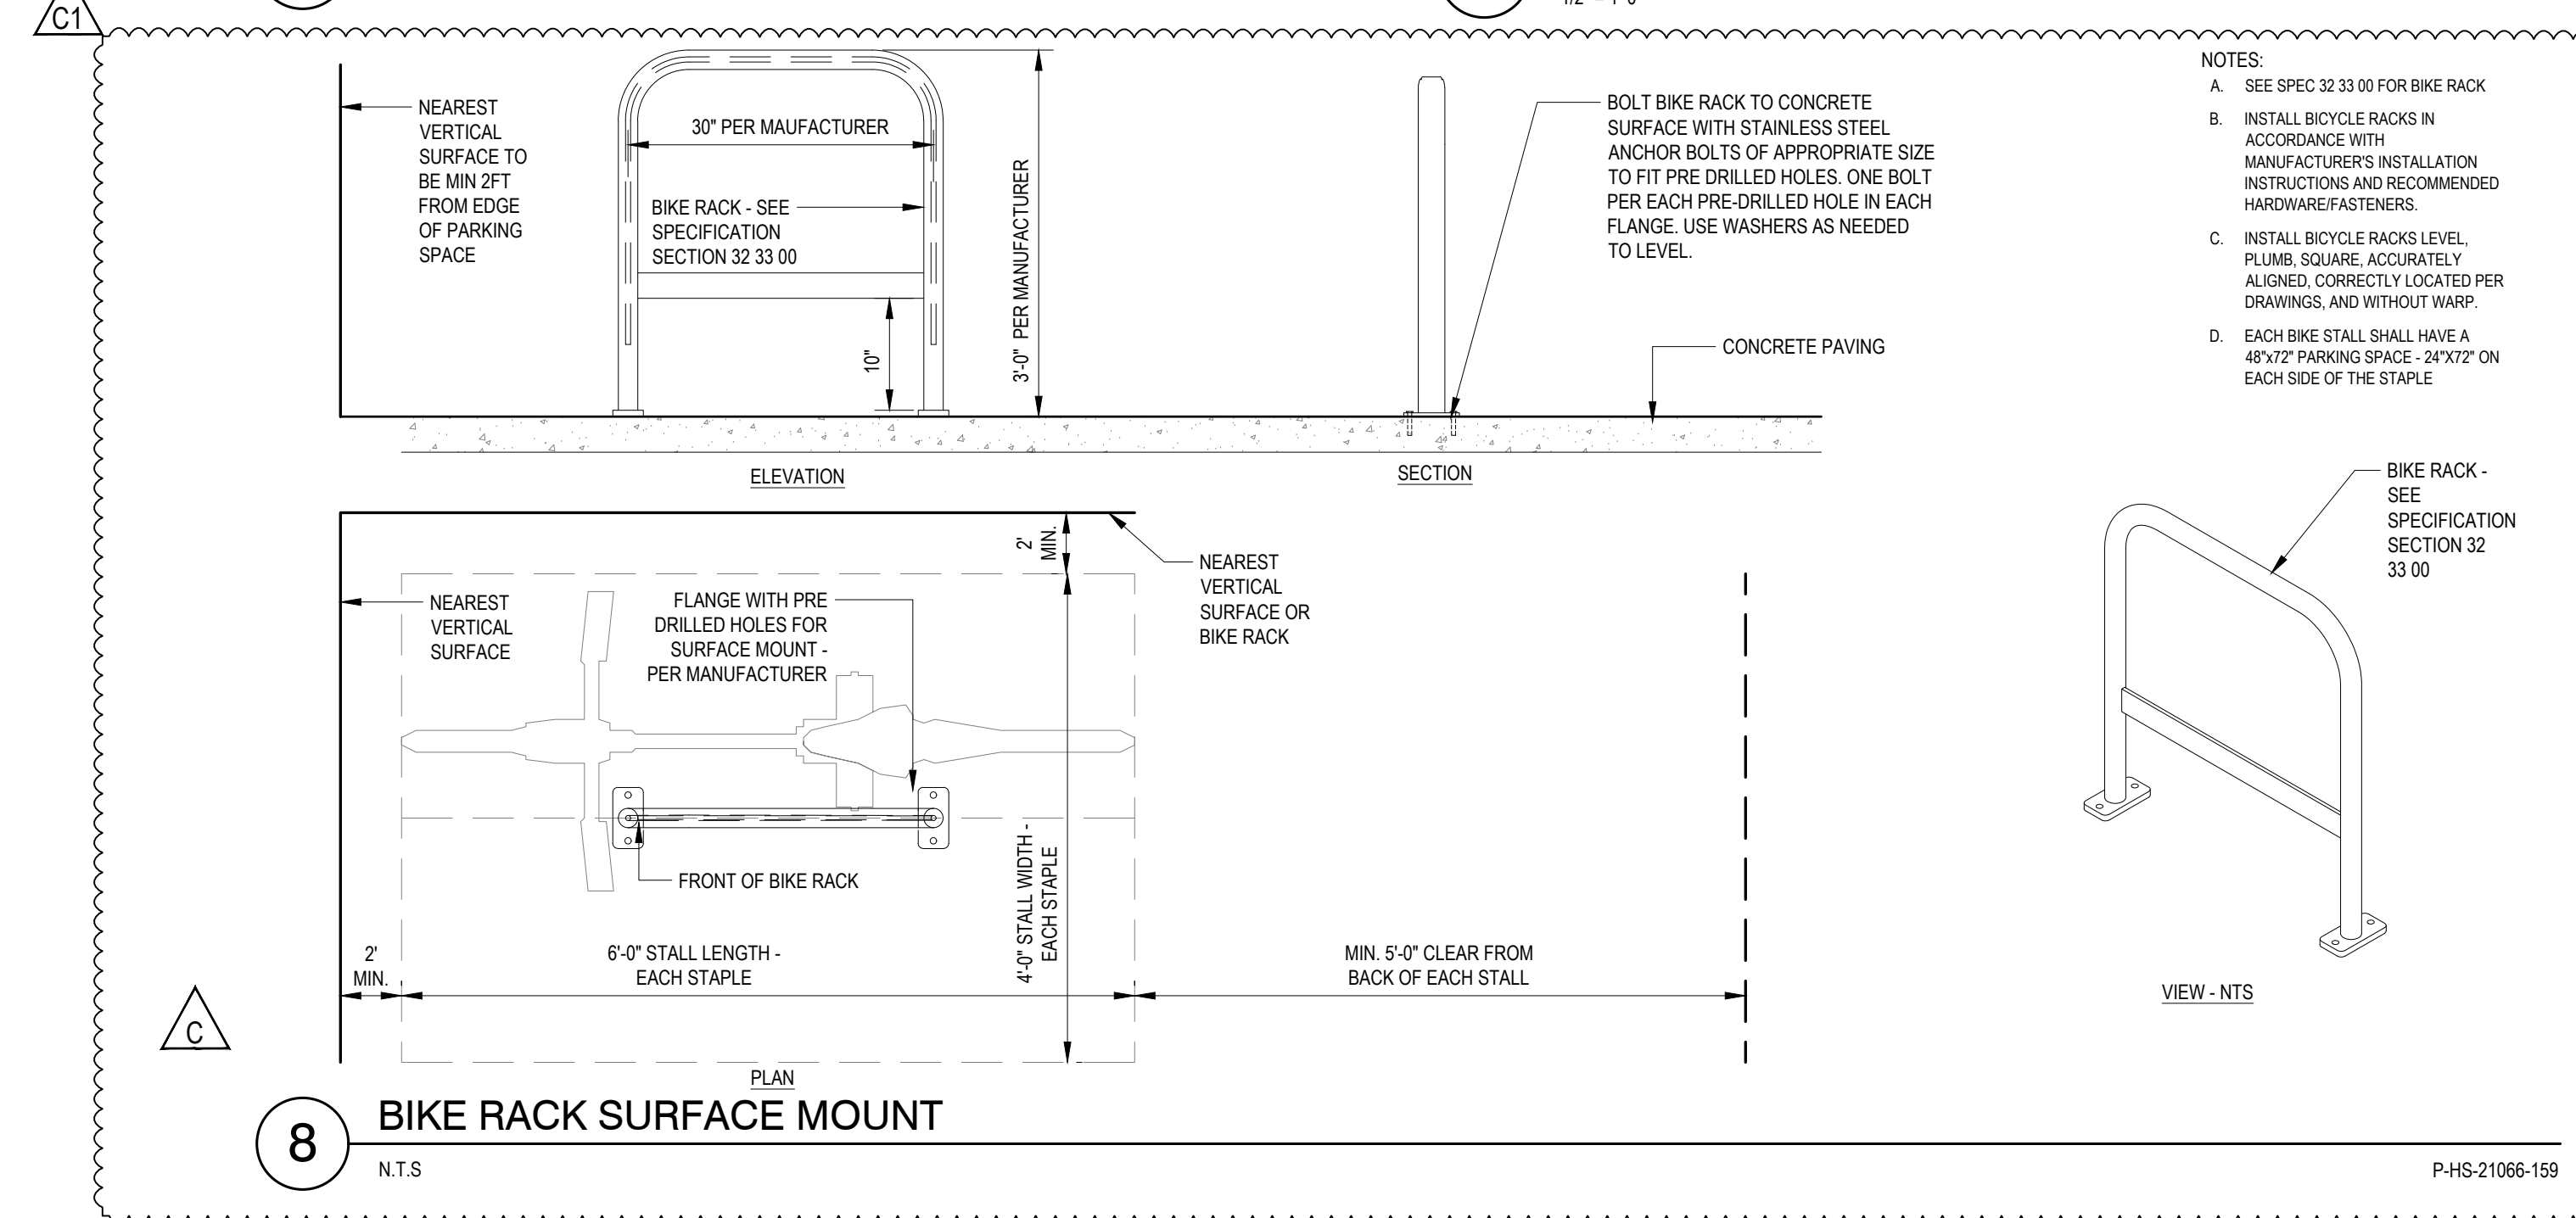 C1
NEAREST
VERTICAL
SURFACE TO
BE MIN 2FT
FROM EDGE
OF PARKING
SPACE
30" PER MAUFACTURER
BIKE RACK - SEE
SPECIFICATION
SECTION 32 33 00
10"
3'-0" PER MANUFACTURER
ELEVATION
BOLT BIKE RACK TO CONCRETE
SURFACE WITH STAINLESS STEEL
ANCHOR BOLTS OF APPROPRIATE SIZE
TO FIT PRE DRILLED HOLES. ONE BOLT
PER EACH PRE-DRILLED HOLE IN EACH
FLANGE. USE WASHERS AS NEEDED
TO LEVEL.
CONCRETE PAVING
SECTION
NOTES:
A. SEE SPEC 32 33 00 FOR BIKE RACK
B. INSTALL BICYCLE RACKS IN
ACCORDANCE WITH
MANUFACTURER'S INSTALLATION
INSTRUCTIONS AND RECOMMENDED
HARDWARE/FASTENERS.
C. INSTALL BICYCLE RACKS LEVEL,
PLUMB, SQUARE, ACCURATELY
ALIGNED, CORRECTLY LOCATED PER
DRAWINGS, AND WITHOUT WARP.
D. EACH BIKE STALL SHALL HAVE A
48"x72" PARKING SPACE - 24"X72" ON
EACH SIDE OF THE STAPLE
NEAREST
VERTICAL
SURFACE
FLANGE WITH PRE
DRILLED HOLES FOR
SURFACE MOUNT -
PER MANUFACTURER
2'
MIN.
NEAREST
VERTICAL
SURFACE OR
BIKE RACK
FRONT OF BIKE RACK
4'-0" STALL WIDTH -
EACH STAPLE
2'
MIN.
6'-0" STALL LENGTH -
EACH STAPLE
MIN. 5'-0" CLEAR FROM
BACK OF EACH STALL
PLAN
BIKE RACK -
SEE
SPECIFICATION
SECTION 32
33 00
VIEW - NTS
C
8
BIKE RACK SURFACE MOUNT
N.T.S
P-HS-21066-159